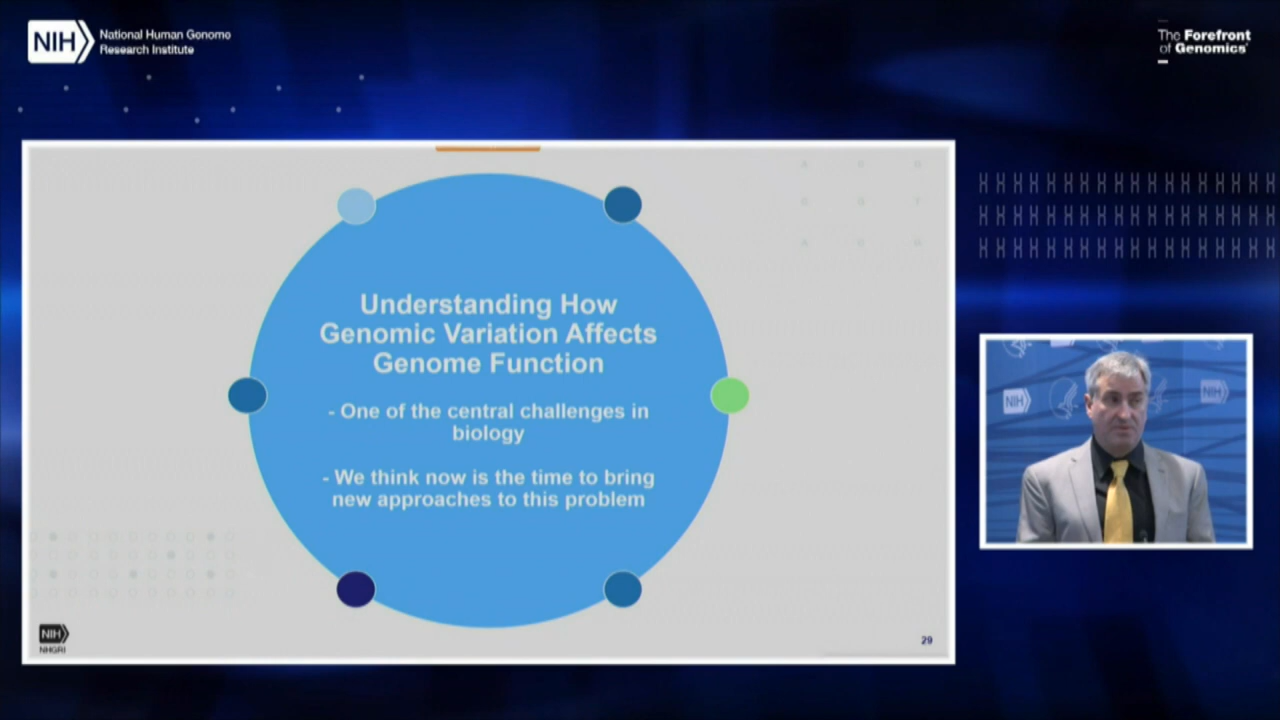 NIH
National Human Genome
Research Institute
The Forefront
of Genomics
Understanding How
Genomic Variation Affects
Genome Function
- One of the central challenges in
biology
- We think now is the time to bring
new approaches to this problem
NIH
NHGRI
29
NIH
NIH